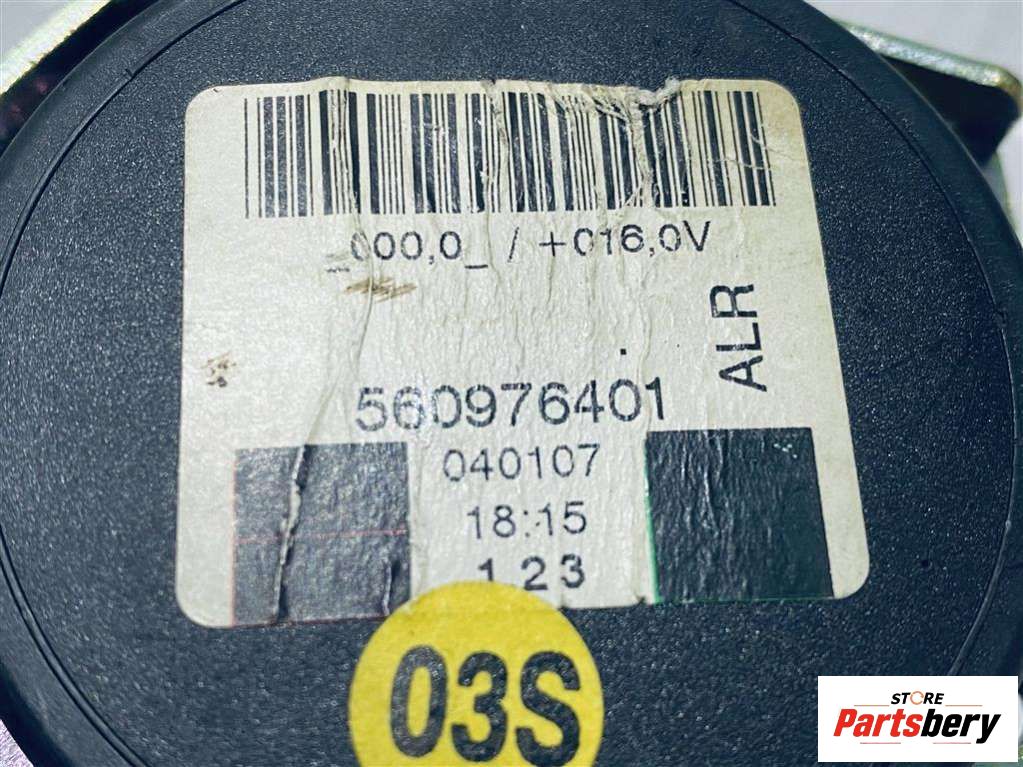 _000,0_ / +016,0V
ALR
560976401
040107
18:15
1 23
03S
STORE
Partsbery